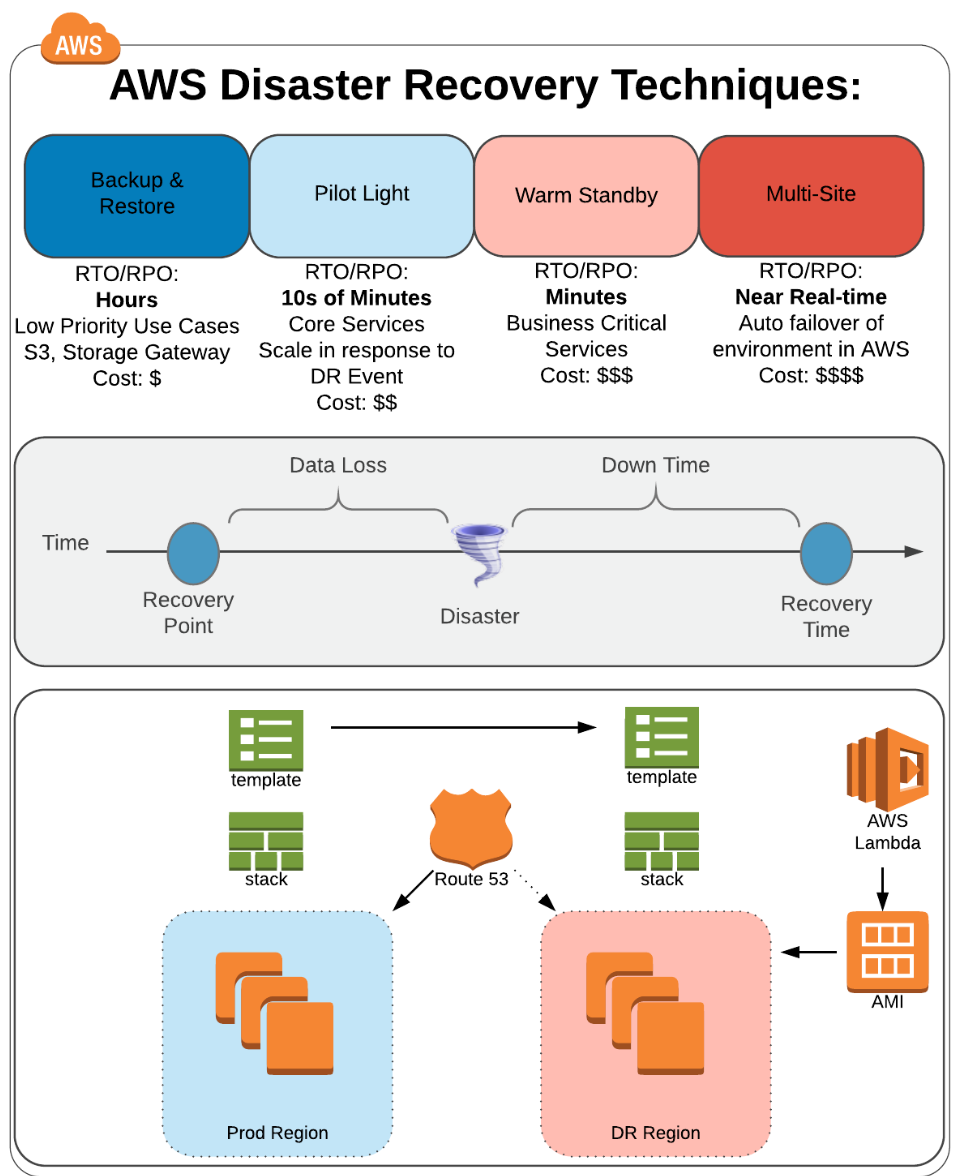 AWS
AWS Disaster Recovery Techniques:
Backup &
Restore
Pilot Light
Warm Standby
Multi-Site
RTO/RPO:
Hours
Low Priority Use Cases
S3, Storage Gateway
Cost: $
RTO/RPO:
10s of Minutes
Core Services
Scale in response to
DR Event
Cost: $$
RTO/RPO:
Minutes
Business Critical
Services
Cost: $$$
RTO/RPO:
Near Real-time
Auto failover of
environment in AWS
Cost: $$$$
Data Loss
Down Time
Time
Recovery
Point
Disaster
Recovery
Time
template
template
stack
Route 53
stack
AWS
Lambda
AMI
Prod Region
DR Region